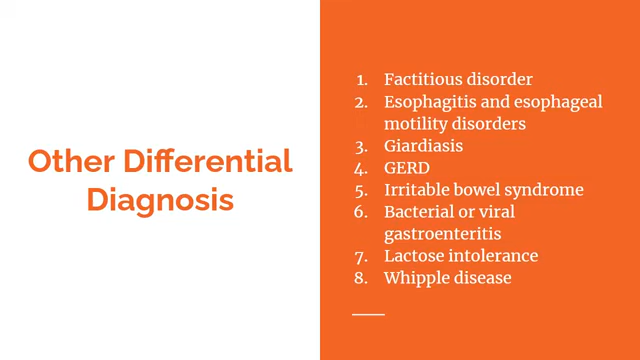 Other Differential
Diagnosis
1. Factitious disorder
2. Esophagitis and esophageal
motility disorders
3. Giardiasis
4. GERD
5. Irritable bowel syndrome
6. Bacterial or viral
gastroenteritis
7. Lactose intolerance
8. Whipple disease